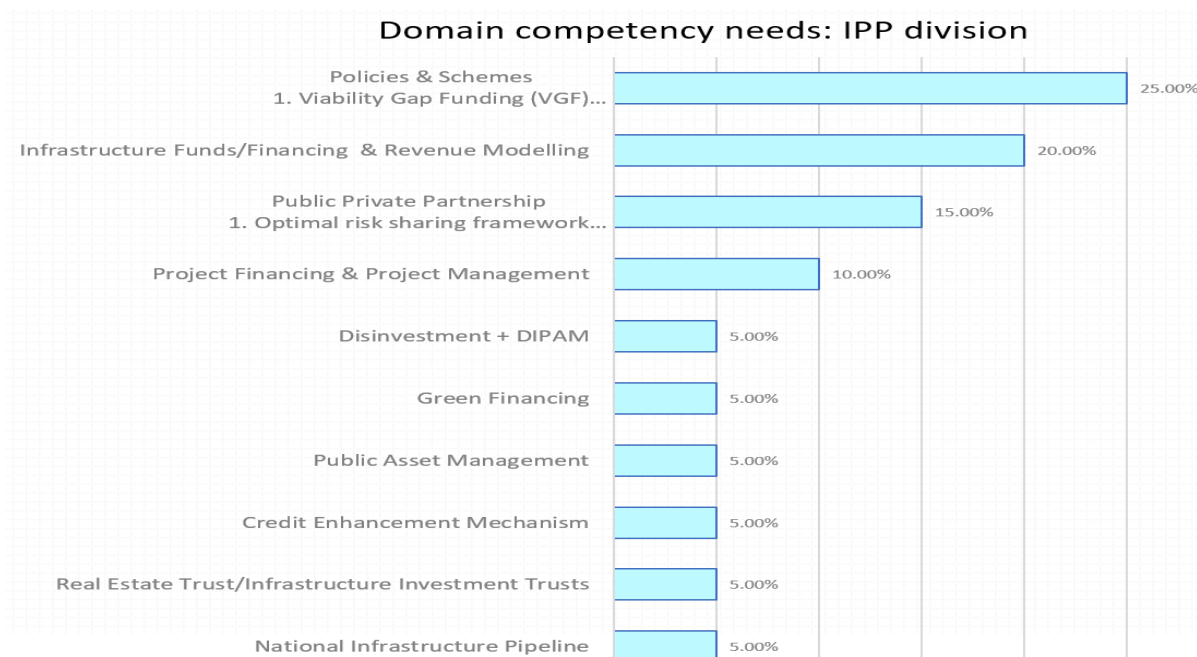 Domain competency needs: IPP division
Policies & Schemes
1. Viability Gap Funding (VGF)...
25.00%
Infrastructure Funds/Financing & Revenue Modelling
20.00%
Public Private Partnership
1. Optimal risk sharing framework...
15.00%
Project Financing & Project Management
10.00%
Disinvestment + DIPAM
5.00%
Green Financing
5.00%
Public Asset Management
5.00%
Credit Enhancement Mechanism
5.00%
Real Estate Trust/Infrastructure Investment Trusts
5.00%
National Infrastructure Pipeline
5.00%